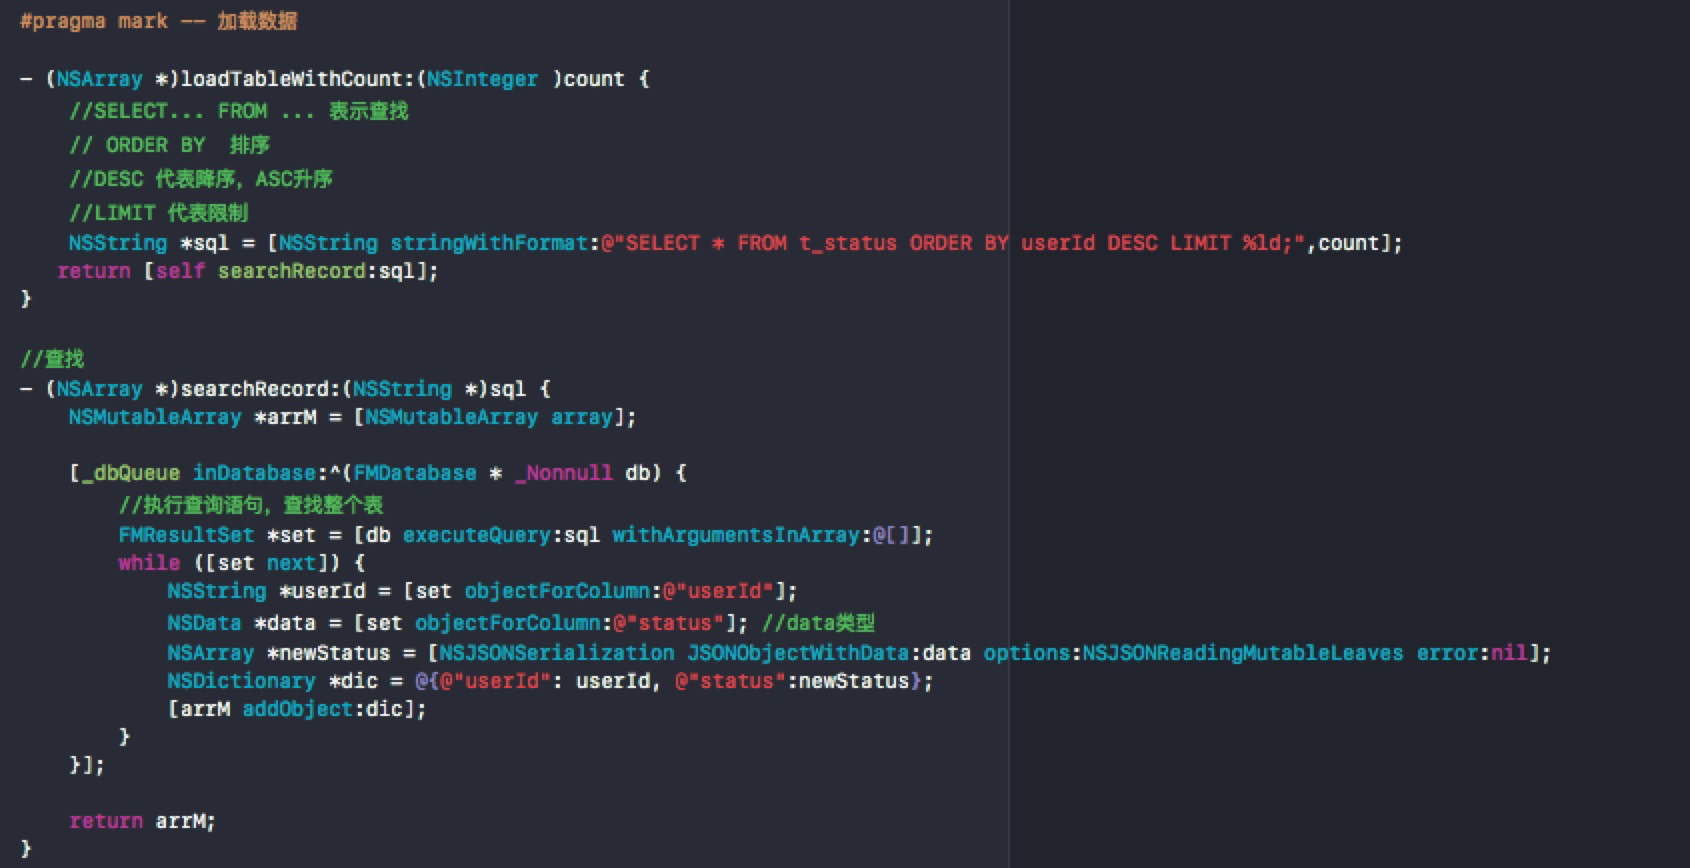 #pragma mark -- 加载数据
- (NSArray *)loadTableWithCount:(NSInteger )count {
//SELECT... FROM ... 表示查找
// ORDER BY  排序
//DESC 代表降序，ASC升序
//LIMIT 代表限制
NSString *sql = [NSString stringWithFormat:@"SELECT * FROM t_status ORDER BY userId DESC LIMIT %ld;",count];
return [self searchRecord:sql];
}
//查找
- (NSArray *)searchRecord:(NSString *)sql {
NSMutableArray *arrM = [NSMutableArray array];
[_dbQueue inDatabase:^(FMDatabase * _Nonnull db) {
//执行查询语句，查找整个表
FMResultSet *set = [db executeQuery:sql withArgumentsInArray:@[]];
while ([set next]) {
NSString *userId = [set objectForColumn:@"userId"];
NSData *data = [set objectForColumn:@"status"]; //data类型
NSArray *newStatus = [NSJSONSerialization JSONObjectWithData:data options:NSJSONReadingMutableLeaves error:nil];
NSDictionary *dic = @{@"userId": userId, @"status":newStatus};
[arrM addObject:dic];
}
}];
return arrM;
}